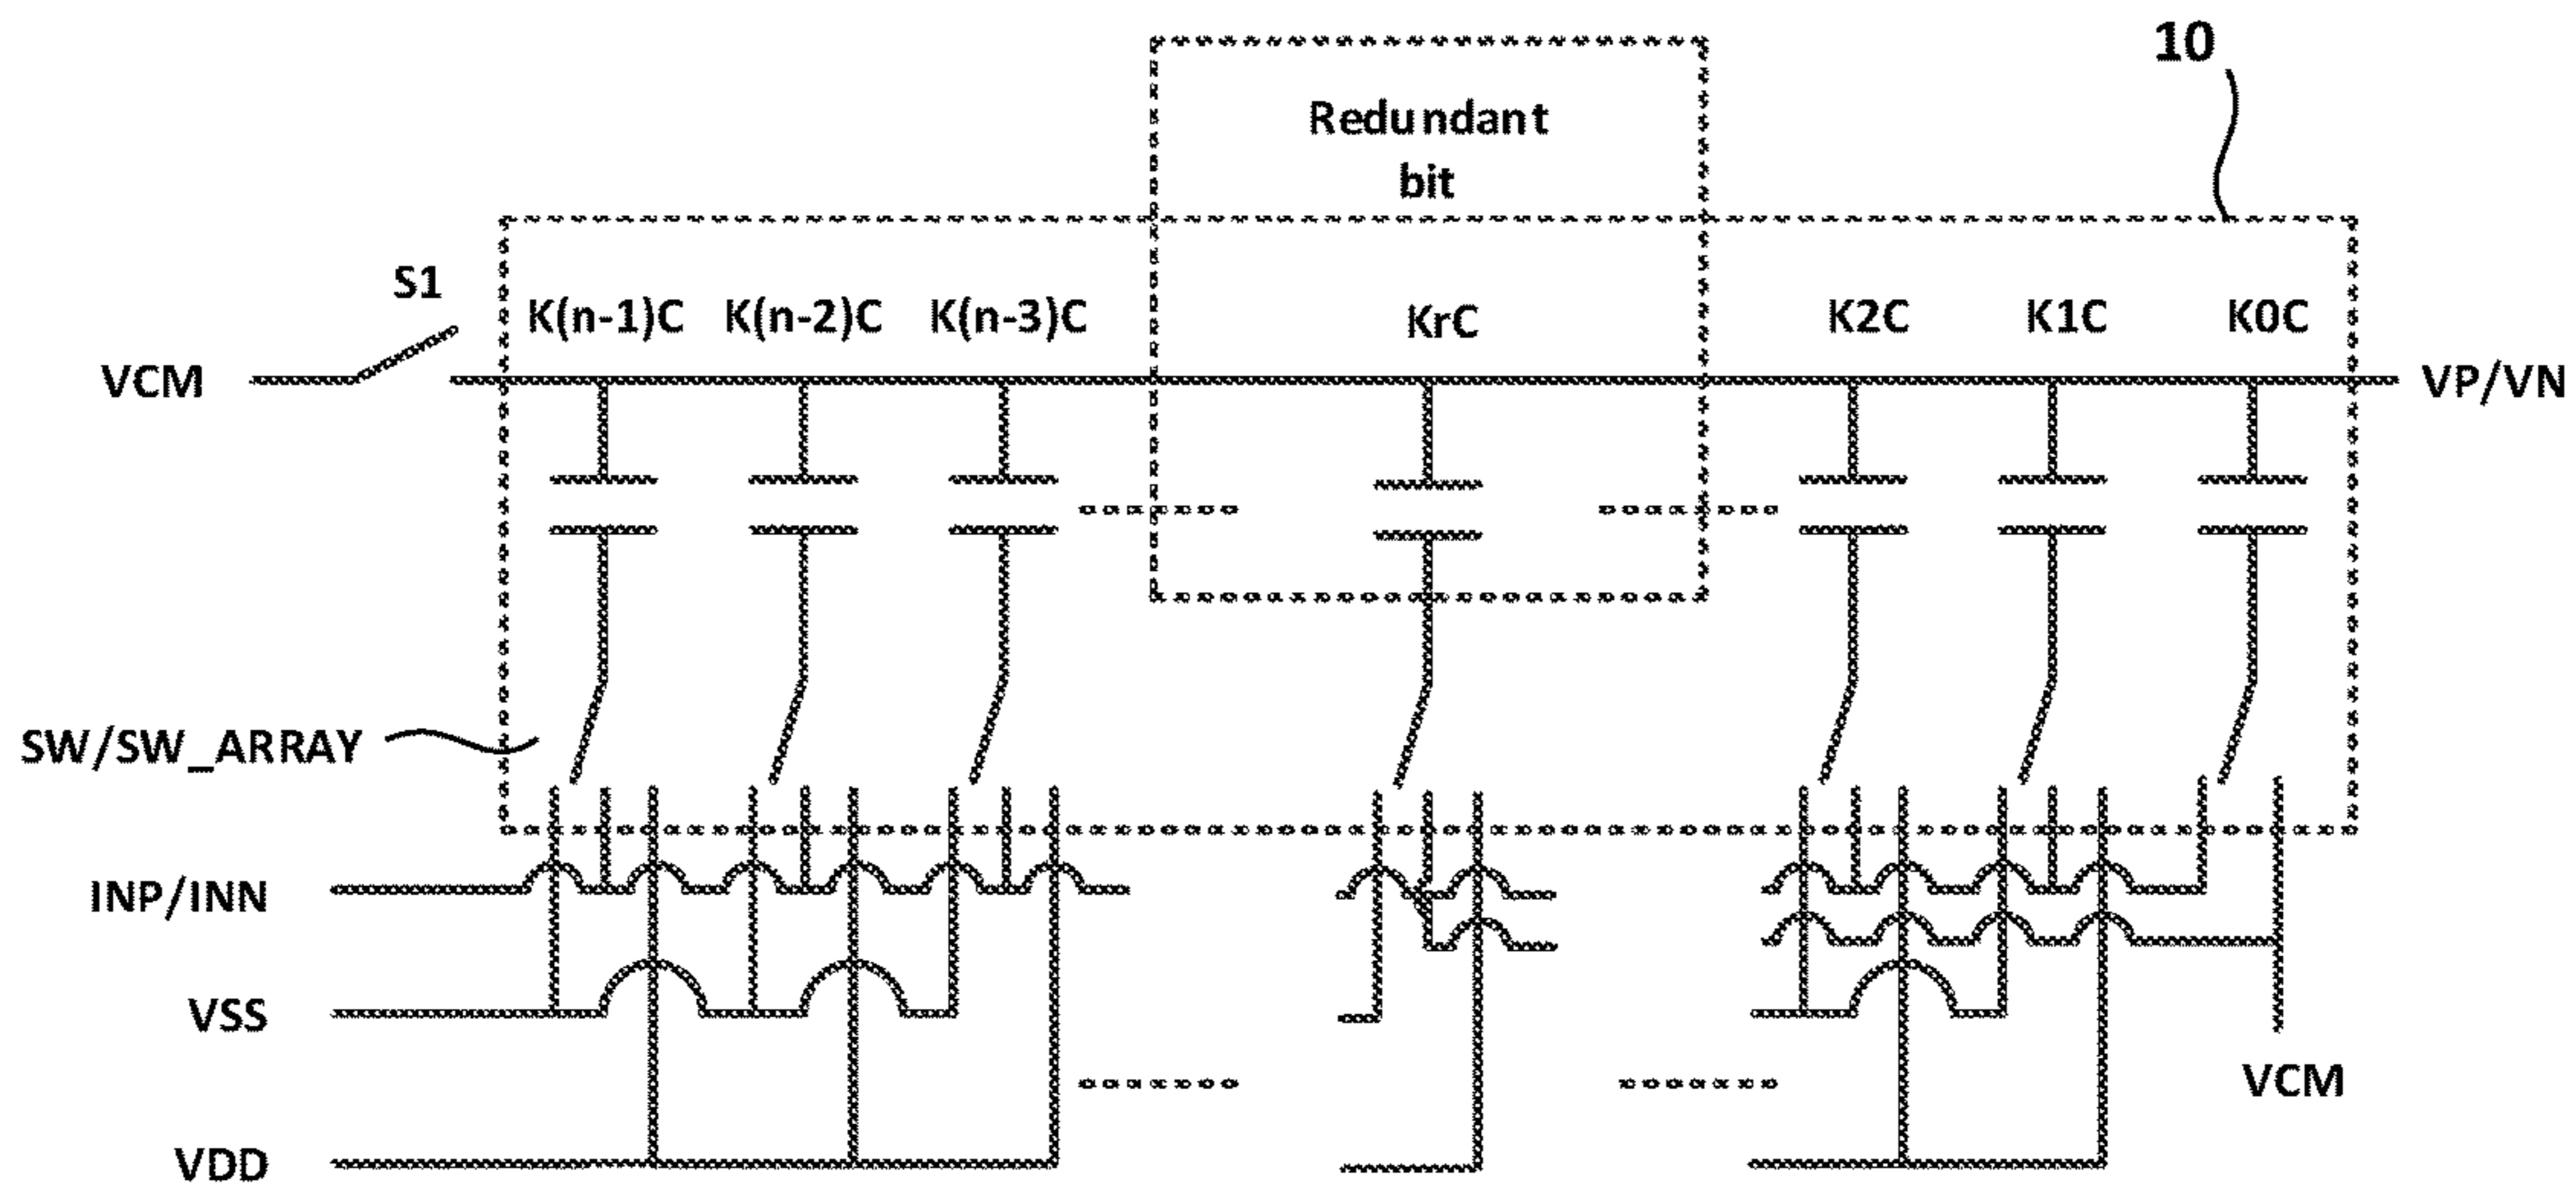 10
Redundant
bit
S1
K(n-1)C K(n-2)C K(n-3)C KrC K2C K1C K0C
VCM VP/VN
SW/SW_ARRAY
INP/INN
VSS
VCM
VDD